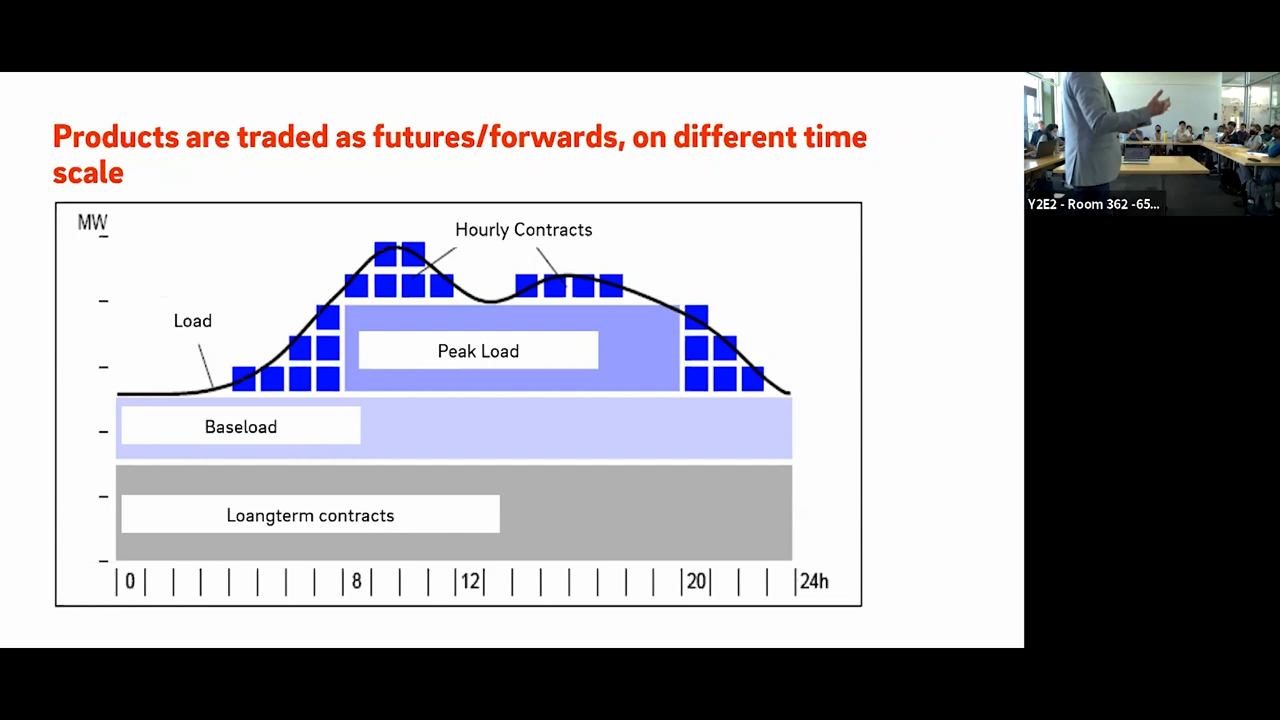 Products are traded as futures/forwards, on different time
scale
MW
Hourly Contracts
Load
Peak Load
Baseload
Loangterm contracts
0 8 12 20 24h
Y2E2 - Room 362 -65...